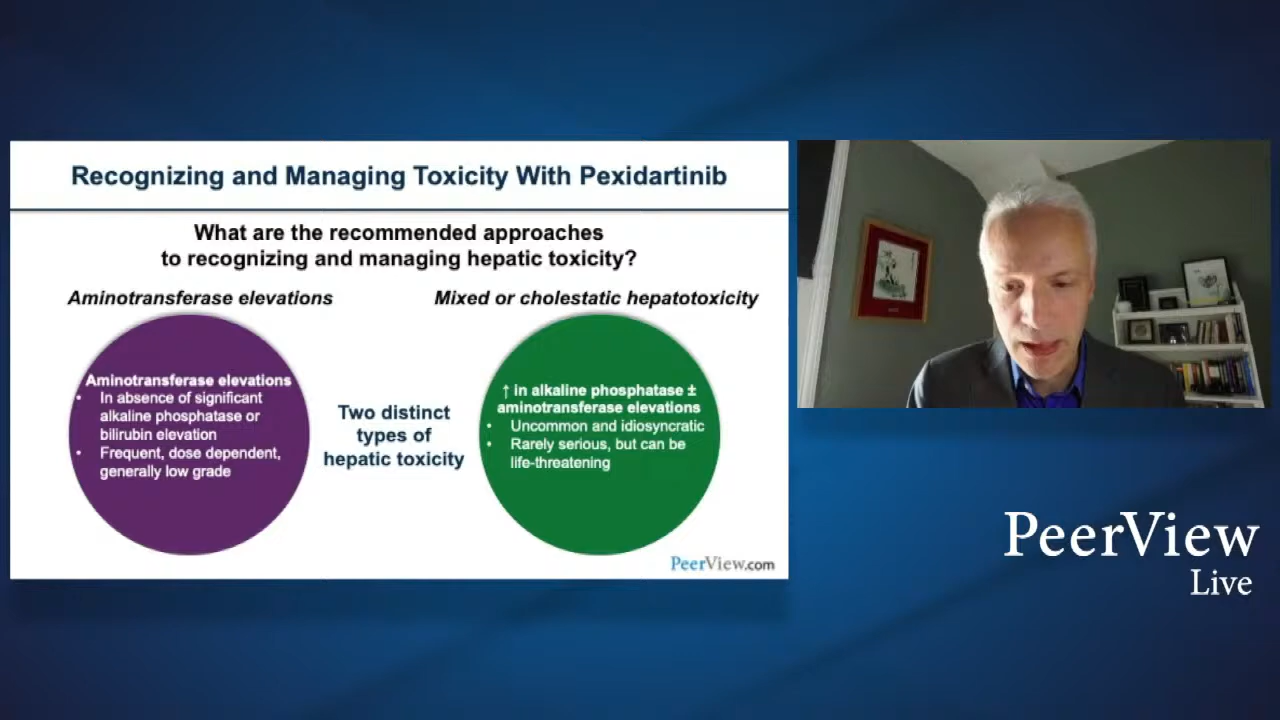 Recognizing and Managing Toxicity With Pexidartinib
What are the recommended approaches
to recognizing and managing hepatic toxicity?
Aminotransferase elevations
Aminotransferase elevations
• In absence of significant
alkaline phosphatase or
bilirubin elevation
• Frequent, dose dependent,
generally low grade
Two distinct
types of
hepatic toxicity
Mixed or cholestatic hepatotoxicity
↑ in alkaline phosphatase ±
aminotransferase elevations
• Uncommon and idiosyncratic
• Rarely serious, but can be
life-threatening
PeerView.com
PeerView
Live